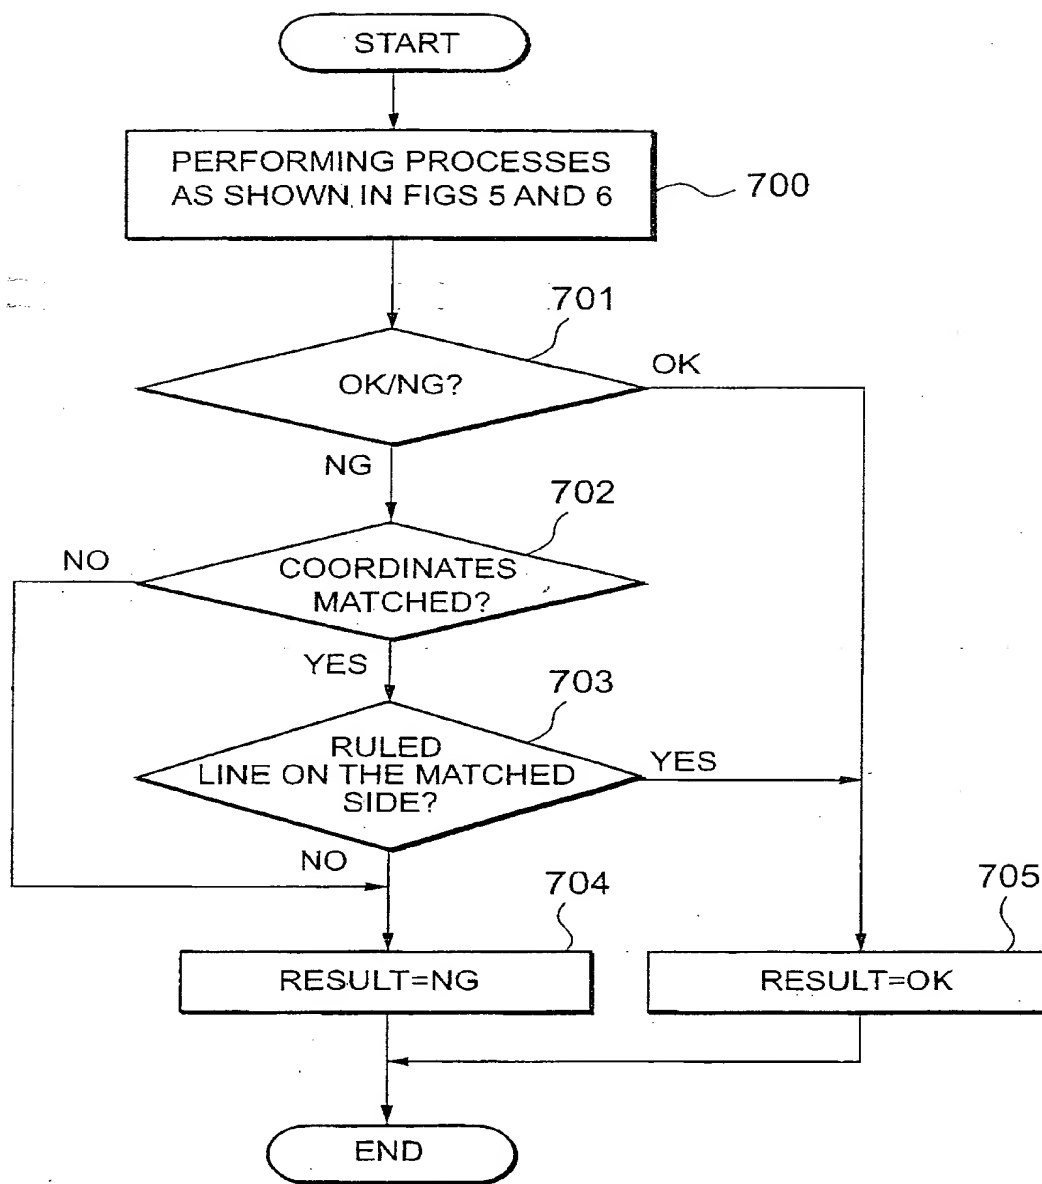 START
PERFORMING PROCESSES
AS SHOWN IN FIGS 5 AND 6
700
701
OK/NG?
OK
NG
702
NO
COORDINATES
MATCHED?
YES
703
RULED
LINE ON THE MATCHED
SIDE?
YES
NO
704
705
RESULT=NG
RESULT=OK
END